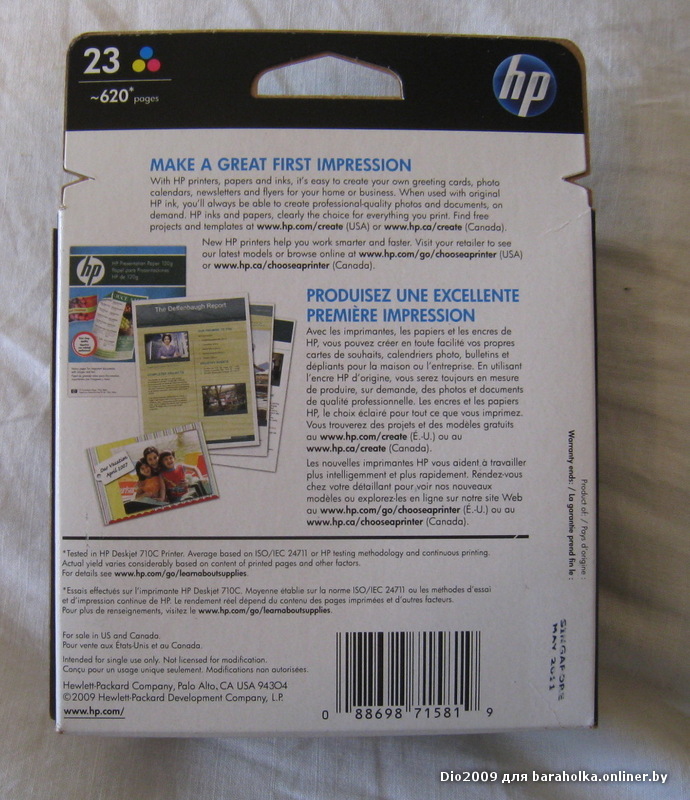 23
~620* pages
hp
MAKE A GREAT FIRST IMPRESSION
With HP printers, papers and inks, it's easy to create your own greeting cards, photo
calendars, newsletters and flyers for your home or business. When used with original
HP ink, you'll always be able to create professional-quality photos and documents, on
demand. HP inks and papers, clearly the choice for everything you print. Find free
projects and templates at www.hp.com/create (USA) or www.hp.ca/create (Canada).
New HP printers help you work smarter and faster. Visit your retailer to see
our latest models or browse online at www.hp.com/go/chooseaprinter (USA)
or www.hp.ca/chooseaprinter (Canada).
hp
HP Presentation Paper 120g
The Deffenbaugh Report
Our Vacation
April 2007
PRODUISEZ UNE EXCELLENTE
PREMIÈRE IMPRESSION
Avec les imprimantes, les papiers et les encres de
HP, vous pouvez créer en toute facilité vos propres
cartes de souhaits, calendriers photo, bulletins et
dépliants pour la maison ou l'entreprise. En utilisant
l'encre HP d'origine, vous serez toujours en mesure
de produire, sur demande, des photos et documents
de qualité professionnelle. Les encres et les papiers
HP, le choix éclairé pour tout ce que vous imprimez.
Vous trouverez des projets et des modèles gratuits
au www.hp.com/create (É.-U.) ou au
www.hp.ca/create (Canada).
Les nouvelles imprimantes HP vous aident à travailler
plus intelligement et plus rapidement. Rendez-vous
chez votre détaillant pour voir nos nouveaux
modèles ou explorez-les en ligne sur notre site Web
au www.hp.com/go/chooseaprinter (É.-U.) ou au
www.hp.ca/chooseaprinter (Canada).
Product of: / Pays d'origine :
Warranty ends: / La garantie prend fin le :
SINGAPORE
MAY 2011
*Tested in HP Deskjet 710C Printer. Average based on ISO/IEC 24711 or HP testing methodology and continuous printing.
Actual yield varies considerably based on content of printed pages and other factors.
For details see www.hp.com/go/learnaboutsupplies.
*Essais effectués sur l'imprimante HP Deskjet 710C. Moyenne établie sur la norme ISO/IEC 24711 ou les méthodes d'essai
et d'impression continue de HP. Le rendement réel dépend du contenu des pages imprimées et d'autres facteurs.
Pour plus de renseignements, visitez le www.hp.com/go/learnaboutsupplies.
For sale in US and Canada.
Pour vente aux États-Unis et au Canada.
Intended for single use only. Not licensed for modification.
Conçu pour un usage unique seulement. Modifications non autorisées.
Hewlett-Packard Company, Palo Alto, CA USA 94304
©2009 Hewlett-Packard Development Company, L.P.
www.hp.com/
0 88698 71581 9
Dio2009 для baraholka.onliner.by